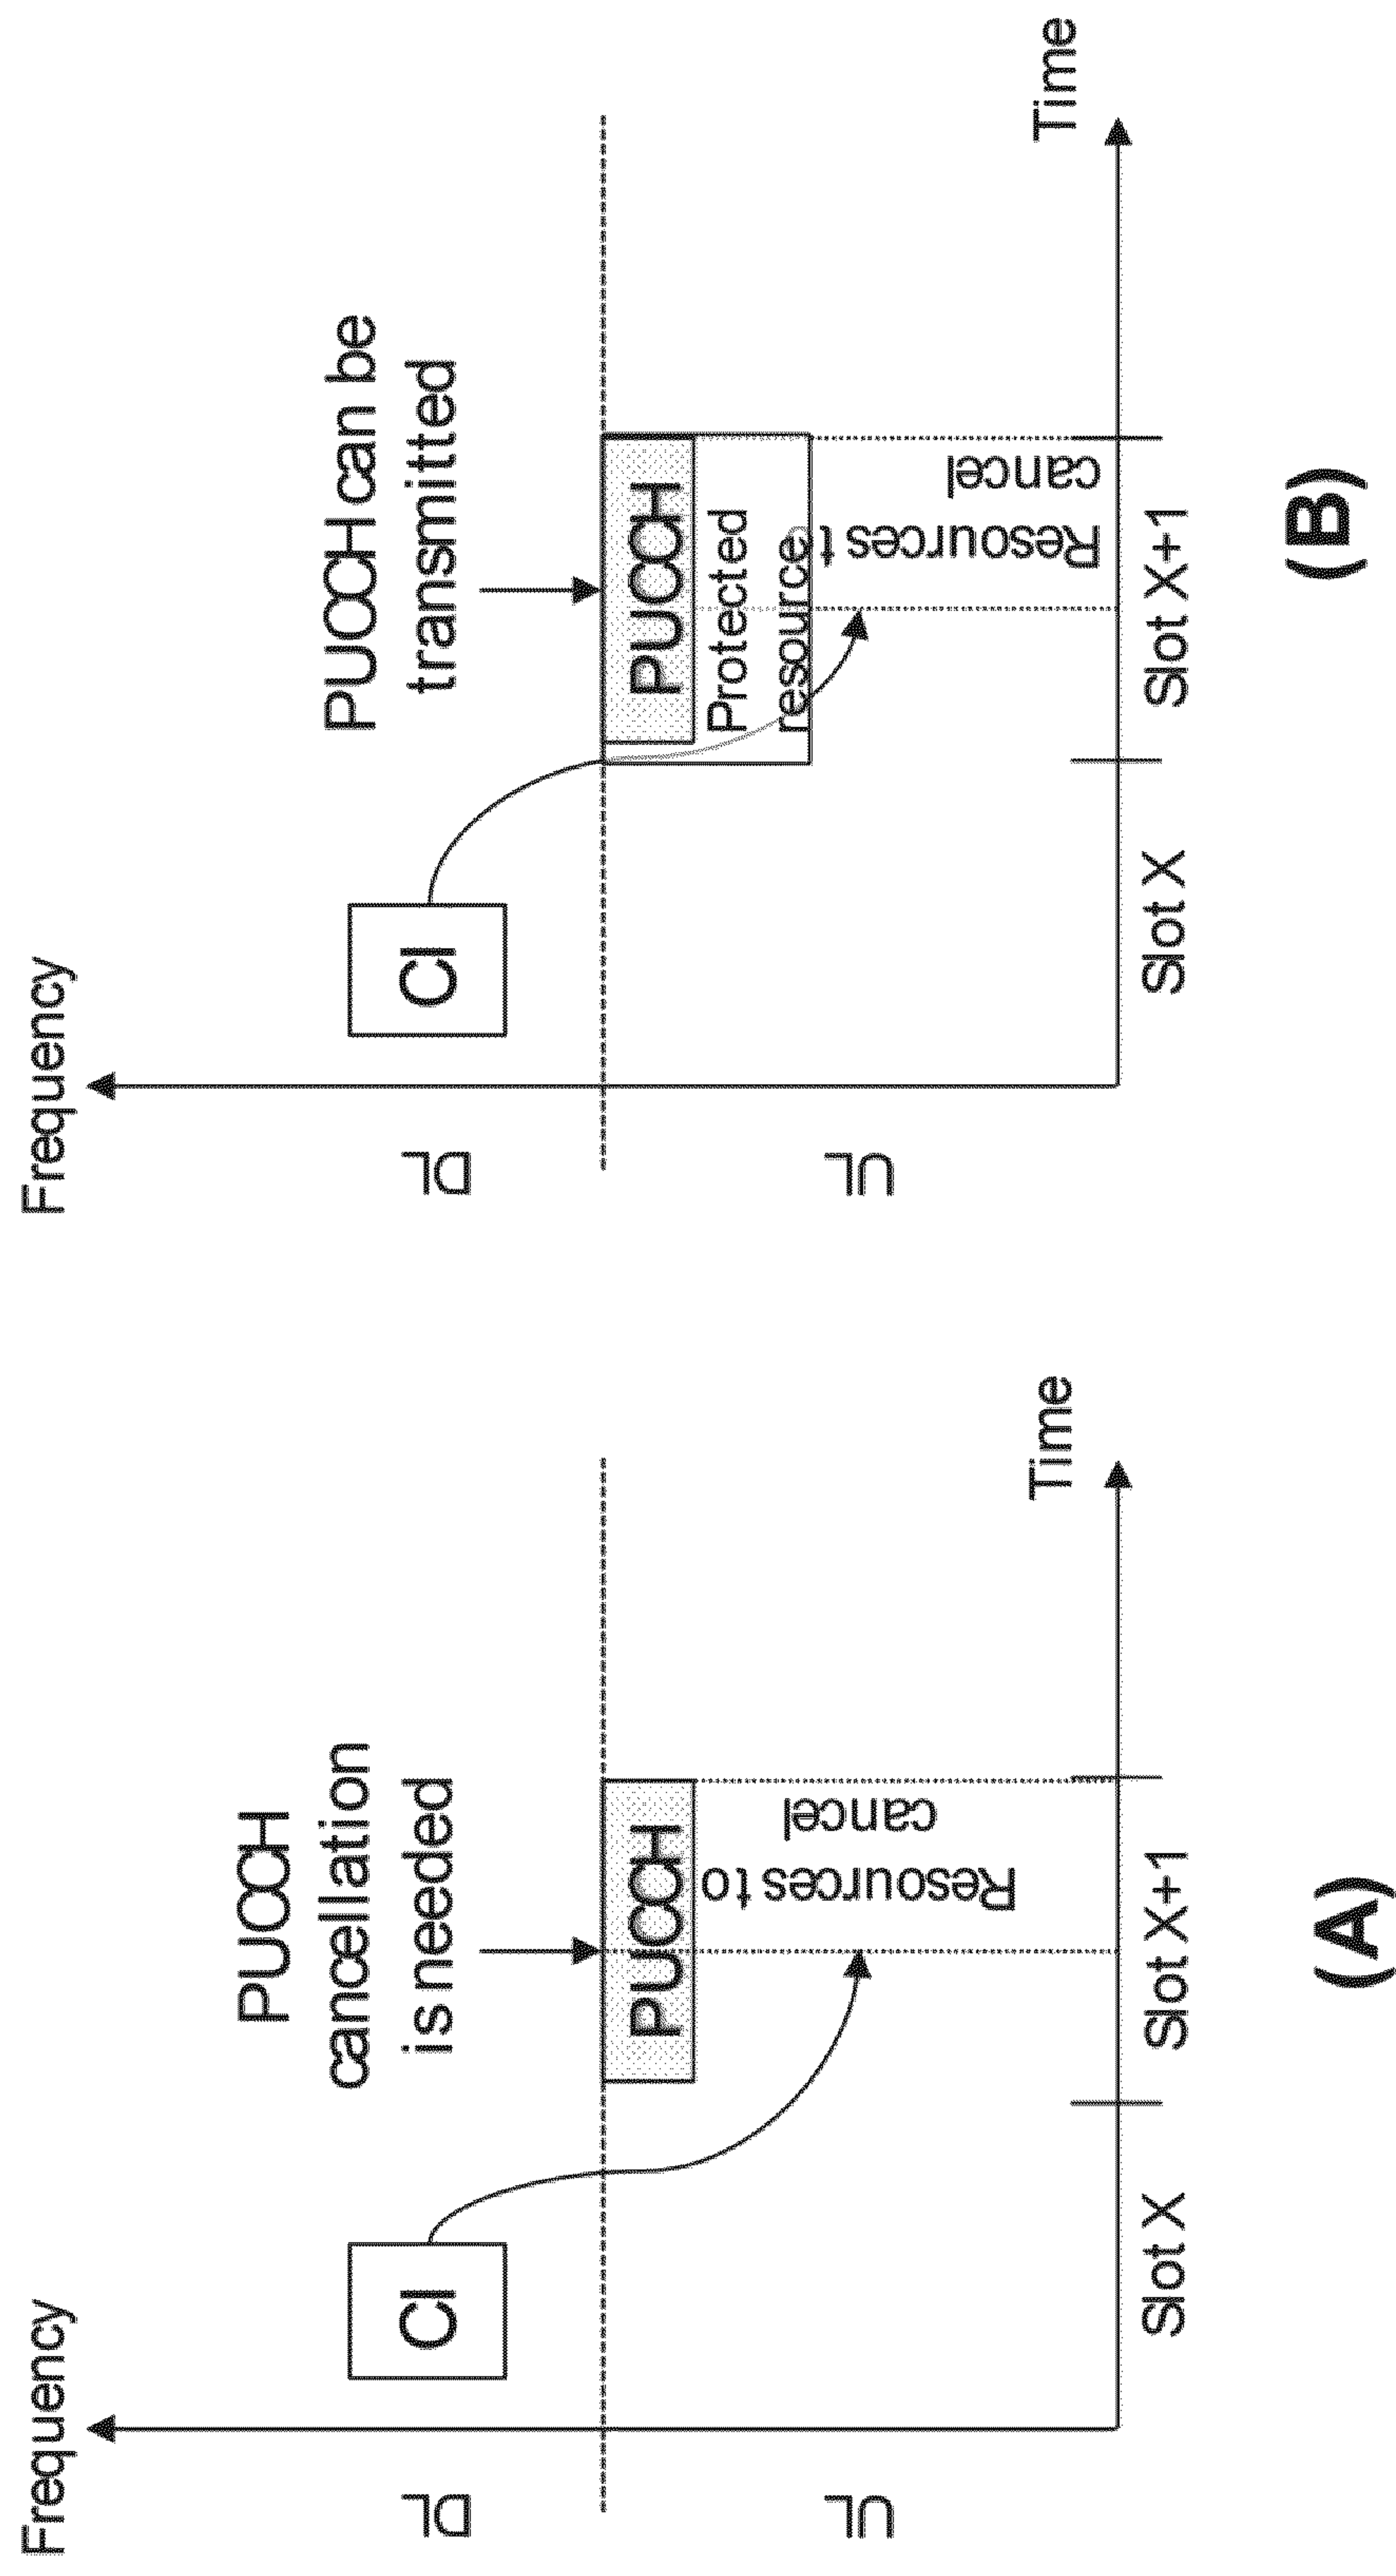 Frequency
DL
UL
CI
PUCCH
cancellation
is needed
PUCCH
Resources to
cancel
Slot X
Slot X+1
Time
(A)
Frequency
DL
UL
CI
PUCCH can be
transmitted
PUCCH
Protected
resource
Resources t
cancel
Slot X
Slot X+1
Time
(B)